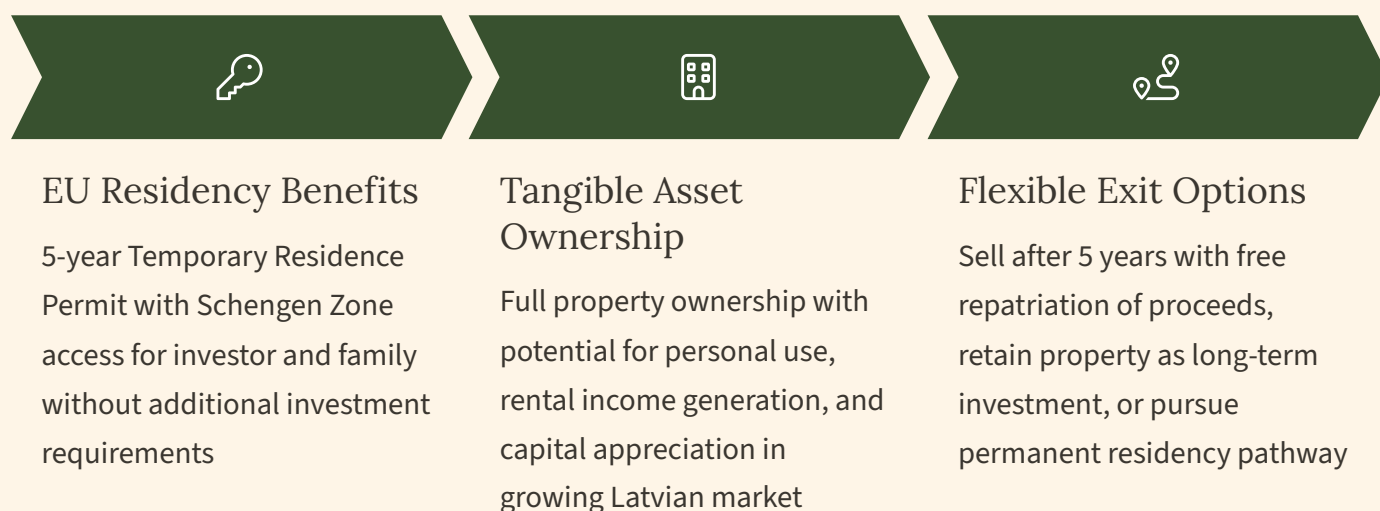 EU Residency Benefits
5-year Temporary Residence
Permit with Schengen Zone
access for investor and family
without additional investment
requirements
Tangible Asset
Ownership
Full property ownership with
potential for personal use,
rental income generation, and
capital appreciation in
growing Latvian market
Flexible Exit Options
Sell after 5 years with free
repatriation of proceeds,
retain property as long-term
investment, or pursue
permanent residency pathway